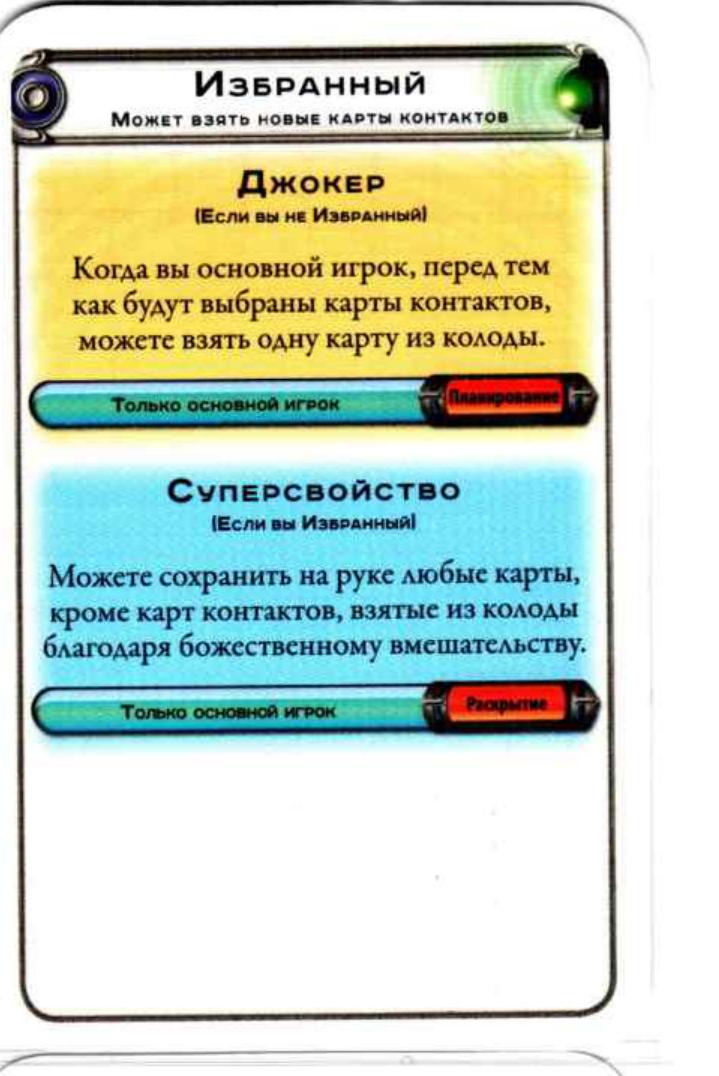 Избранный
Может взять новые карты контактов
Джокер
(Если вы не Избранный)
Когда вы основной игрок, перед тем
как будут выбраны карты контактов,
можете взять одну карту из колоды.
Только основной игрок
Планирование
Суперсвойство
(Если вы Избранный)
Можете сохранить на руке любые карты,
кроме карт контактов, взятые из колоды
благодаря божественному вмешательству.
Только основной игрок
Раскрытие